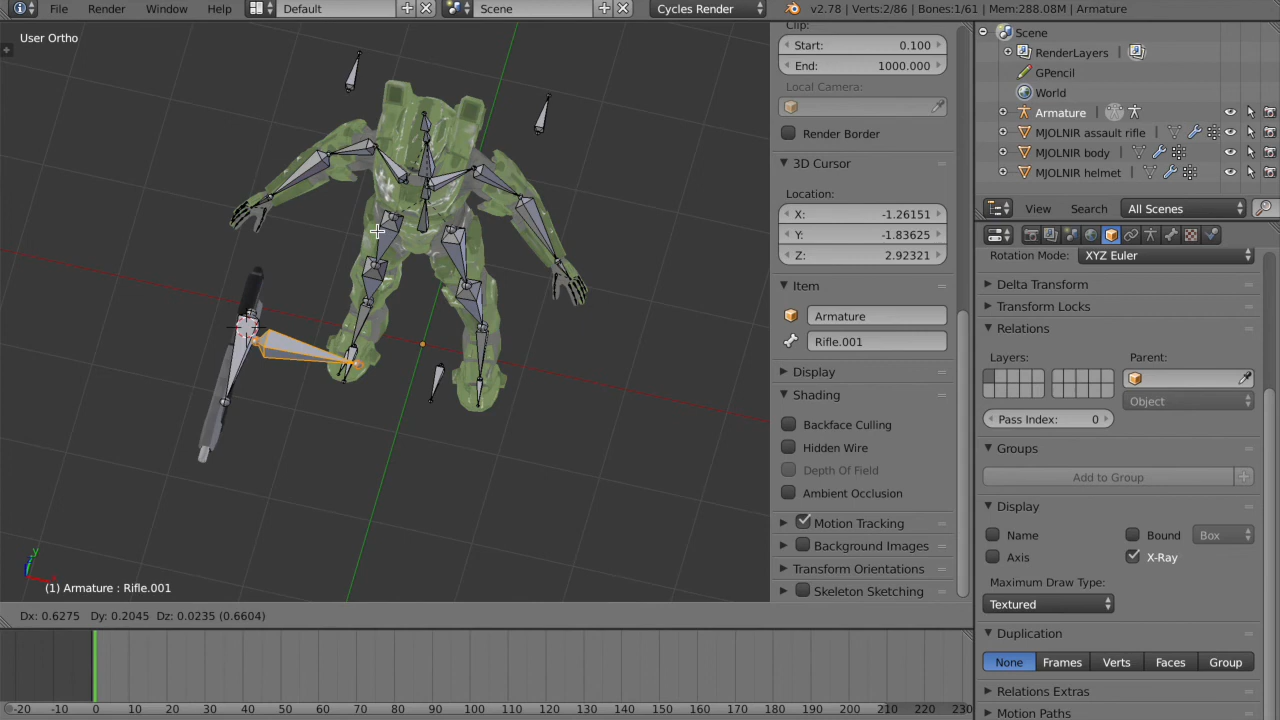 File Render Window Help Default Scene Cycles Render v2.78 | Verts:2/86 | Bones:1/61 | Mem:288.08M | Armature
User Ortho
Clip:
Start: 0.100
End: 1000.000
Local Camera:
Render Border
3D Cursor
Location:
X: -1.26151
Y: -1.83625
Z: 2.92321
Item
Armature
Rifle.001
Display
Shading
Backface Culling
Hidden Wire
Depth Of Field
Ambient Occlusion
Motion Tracking
Background Images
Transform Orientations
Skeleton Sketching
Scene
RenderLayers
GPencil
World
Armature
MJOLNIR assault rifle
MJOLNIR body
MJOLNIR helmet
View Search All Scenes
Rotation Mode: XYZ Euler
Delta Transform
Transform Locks
Relations
Layers: Parent:
Object
Pass Index: 0
Groups
Add to Group
Display
Name Bound Box
Axis X-Ray
Maximum Draw Type:
Textured
Duplication
None Frames Verts Faces Group
Relations Extras
Motion Paths
y
(1) Armature : Rifle.001
Dx: 0.6275 Dy: 0.2045 Dz: 0.0235 (0.6604)
-20 -10 0 10 20 30 40 50 60 70 80 90 100 110 120 130 140 150 160 170 180 190 200 210 220 230